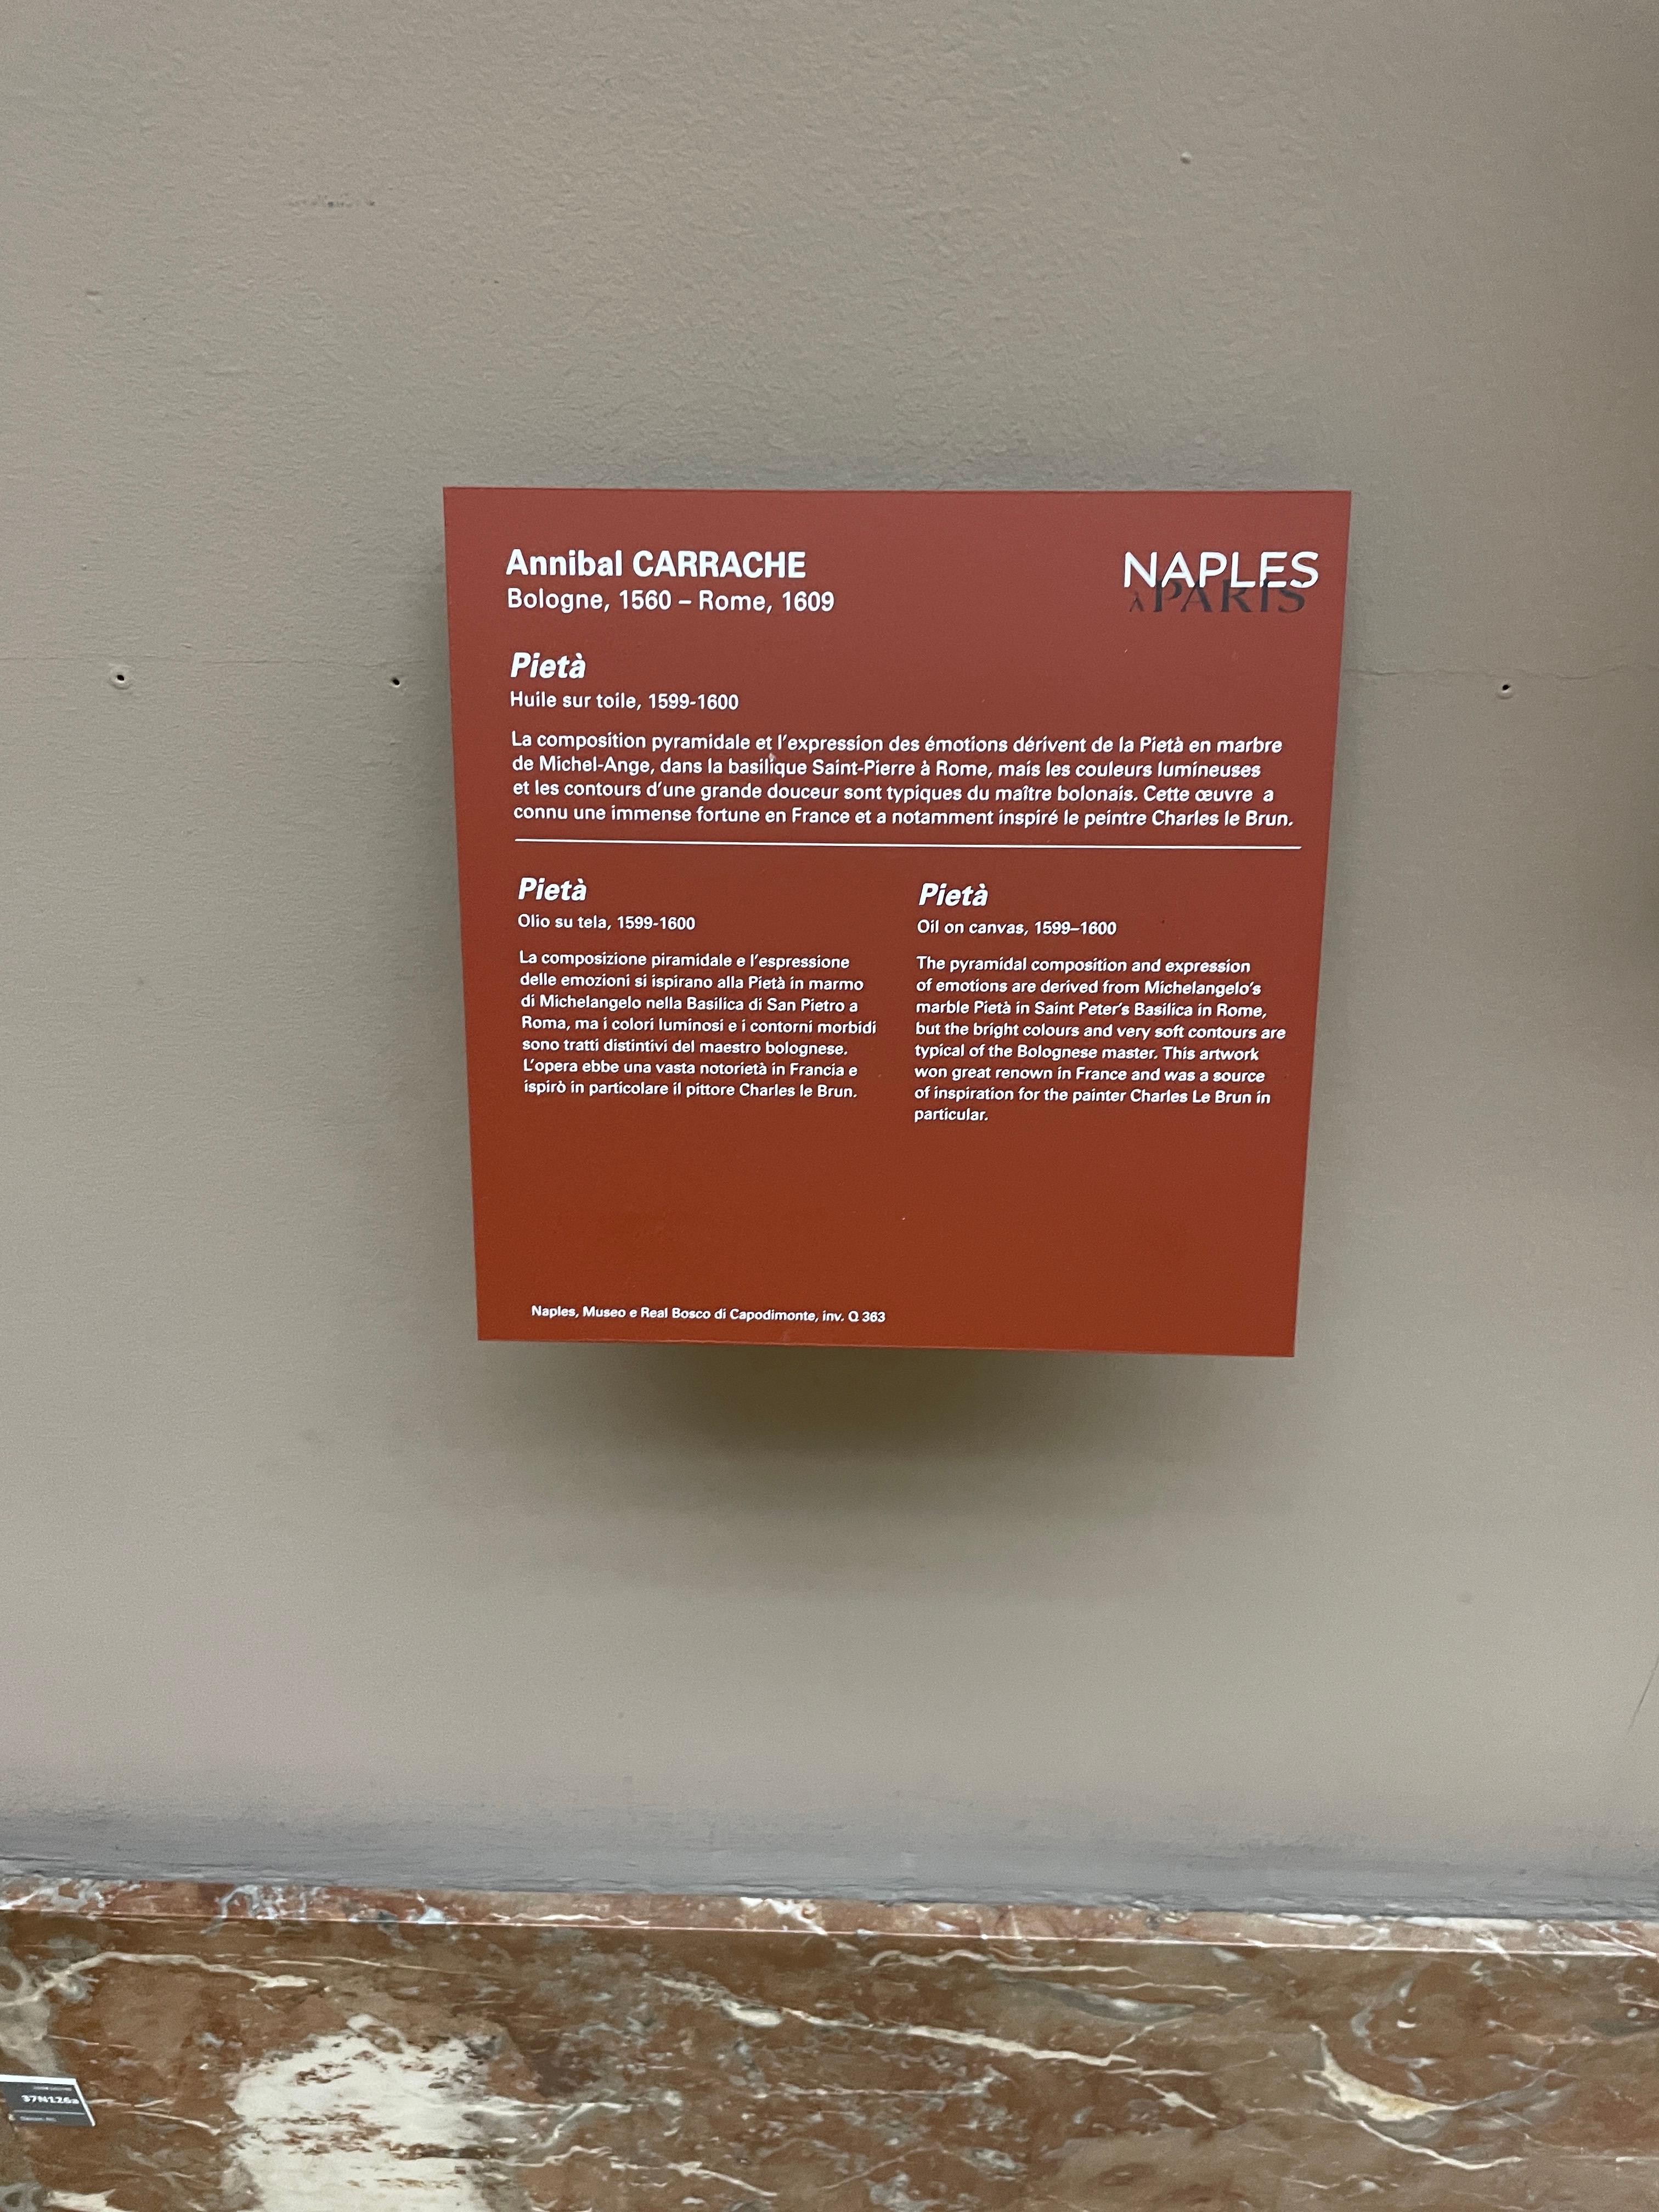 Annibal CARRACHE
Bologne, 1560 – Rome, 1609
NAPLES
À PARIS
Pietà
Huile sur toile, 1599-1600
La composition pyramidale et l'expression des émotions dérivent de la Pietà en marbre
de Michel-Ange, dans la basilique Saint-Pierre à Rome, mais les couleurs lumineuses
et les contours d'une grande douceur sont typiques du maître bolonais. Cette œuvre a
connu une immense fortune en France et a notamment inspiré le peintre Charles le Brun.
Pietà
Olio su tela, 1599-1600
La composizione piramidale e l'espressione
delle emozioni si ispirano alla Pietà in marmo
di Michelangelo nella Basilica di San Pietro a
Roma, ma i colori luminosi e i contorni morbidi
sono tratti distintivi del maestro bolognese.
L'opera ebbe una vasta notorietà in Francia e
ispirò in particolare il pittore Charles le Brun.
Pietà
Oil on canvas, 1599–1600
The pyramidal composition and expression
of emotions are derived from Michelangelo's
marble Pietà in Saint Peter's Basilica in Rome,
but the bright colours and very soft contours are
typical of the Bolognese master. This artwork
won great renown in France and was a source
of inspiration for the painter Charles Le Brun in
particular.
Naples, Museo e Real Bosco di Capodimonte, inv. Q 363
37N126a